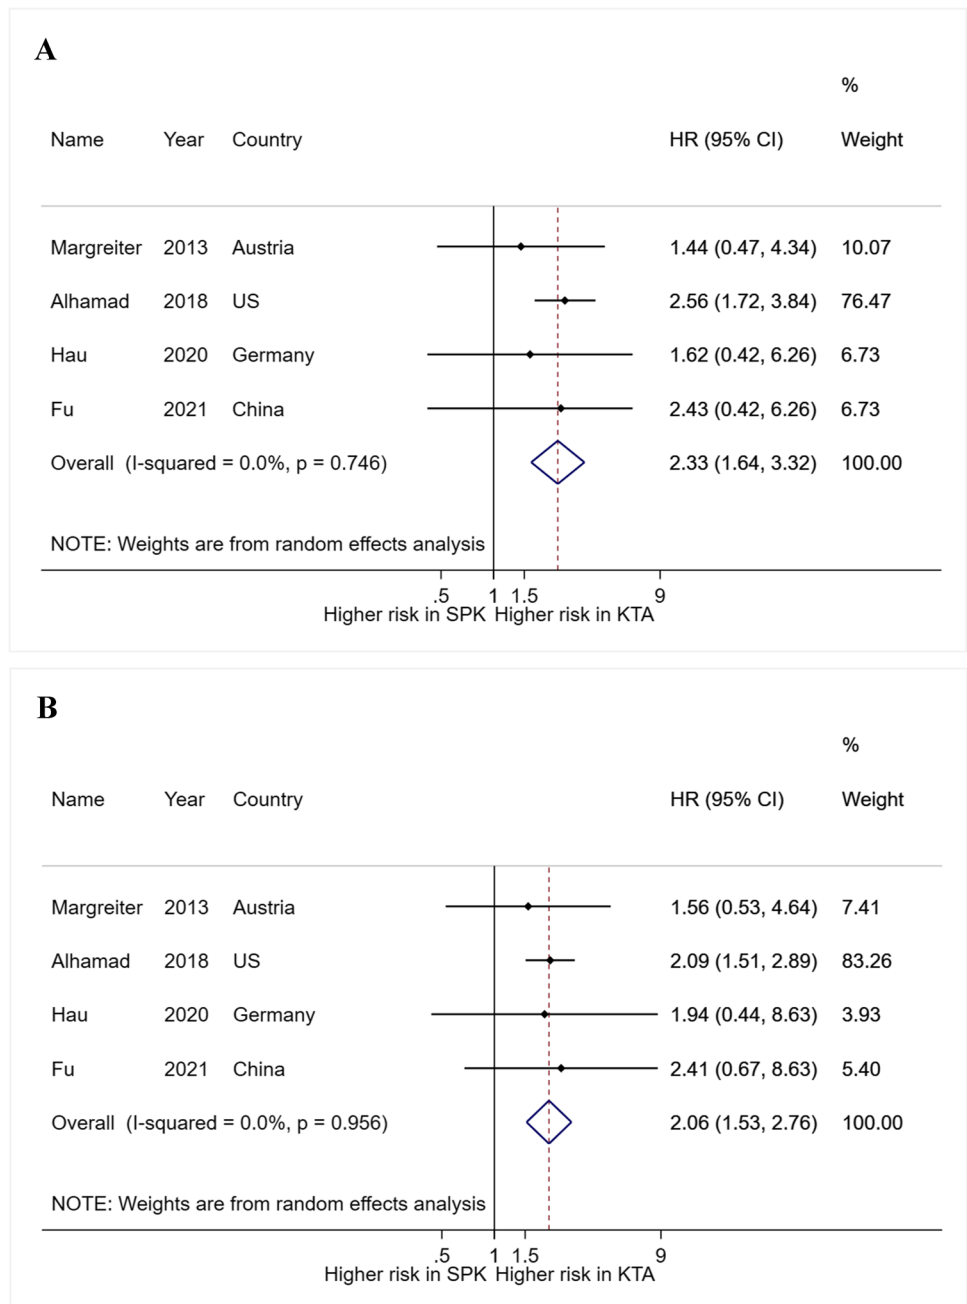 A
%
Name Year Country HR (95% CI) Weight
Margreiter 2013 Austria 1.44 (0.47, 4.34) 10.07
Alhamad 2018 US 2.56 (1.72, 3.84) 76.47
Hau 2020 Germany 1.62 (0.42, 6.26) 6.73
Fu 2021 China 2.43 (0.42, 6.26) 6.73
Overall (I-squared = 0.0%, p = 0.746) 2.33 (1.64, 3.32) 100.00
NOTE: Weights are from random effects analysis
.5 1 1.5 9
Higher risk in SPK Higher risk in KTA
B
%
Name Year Country HR (95% CI) Weight
Margreiter 2013 Austria 1.56 (0.53, 4.64) 7.41
Alhamad 2018 US 2.09 (1.51, 2.89) 83.26
Hau 2020 Germany 1.94 (0.44, 8.63) 3.93
Fu 2021 China 2.41 (0.67, 8.63) 5.40
Overall (I-squared = 0.0%, p = 0.956) 2.06 (1.53, 2.76) 100.00
NOTE: Weights are from random effects analysis
.5 1 1.5 9
Higher risk in SPK Higher risk in KTA